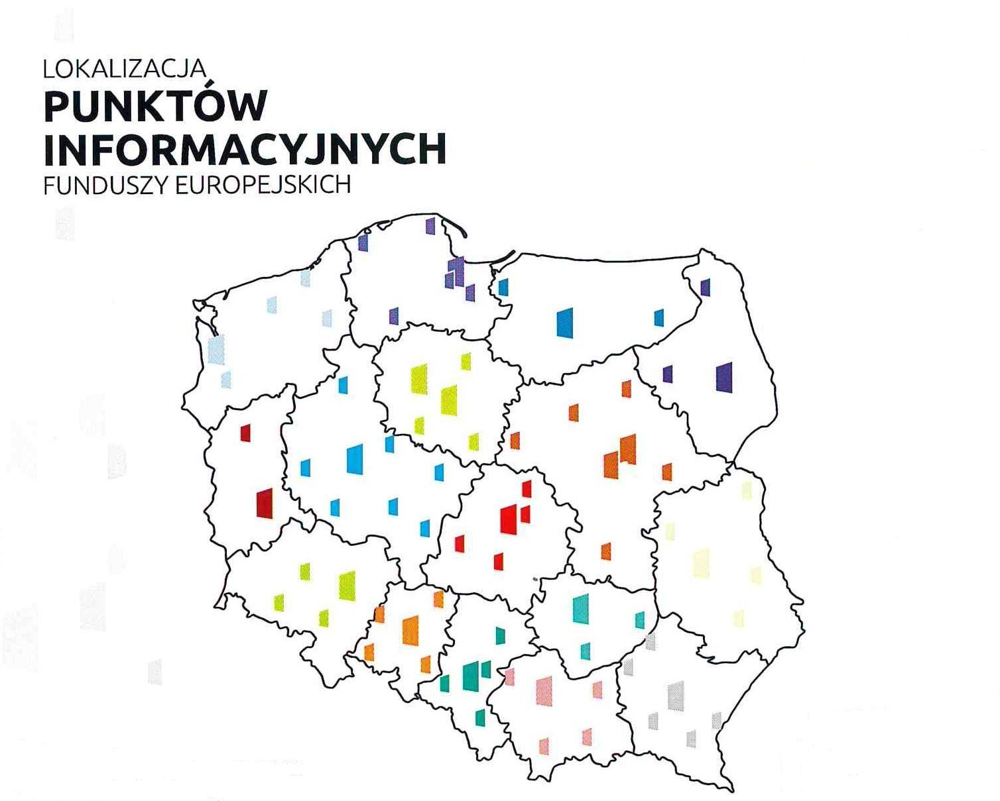 LOKALIZACJA
PUNKTÓW
INFORMACYJNYCH
FUNDUSZY EUROPEJSKICH